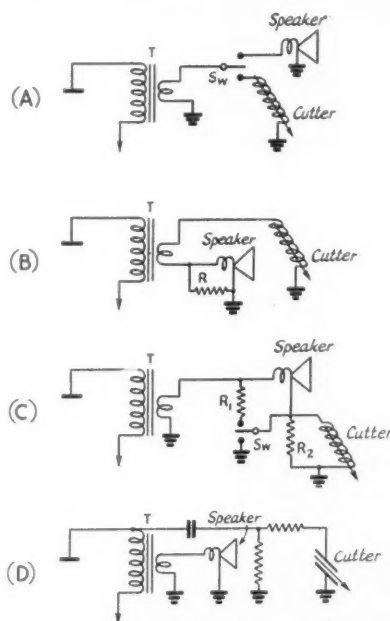 T
Speaker
Sw
(A)
Cutter
T
Speaker
(B)
R
Cutter
Speaker
T
(C)
R1
Sw
R2
Cutter
T
Speaker
(D)
Cutter